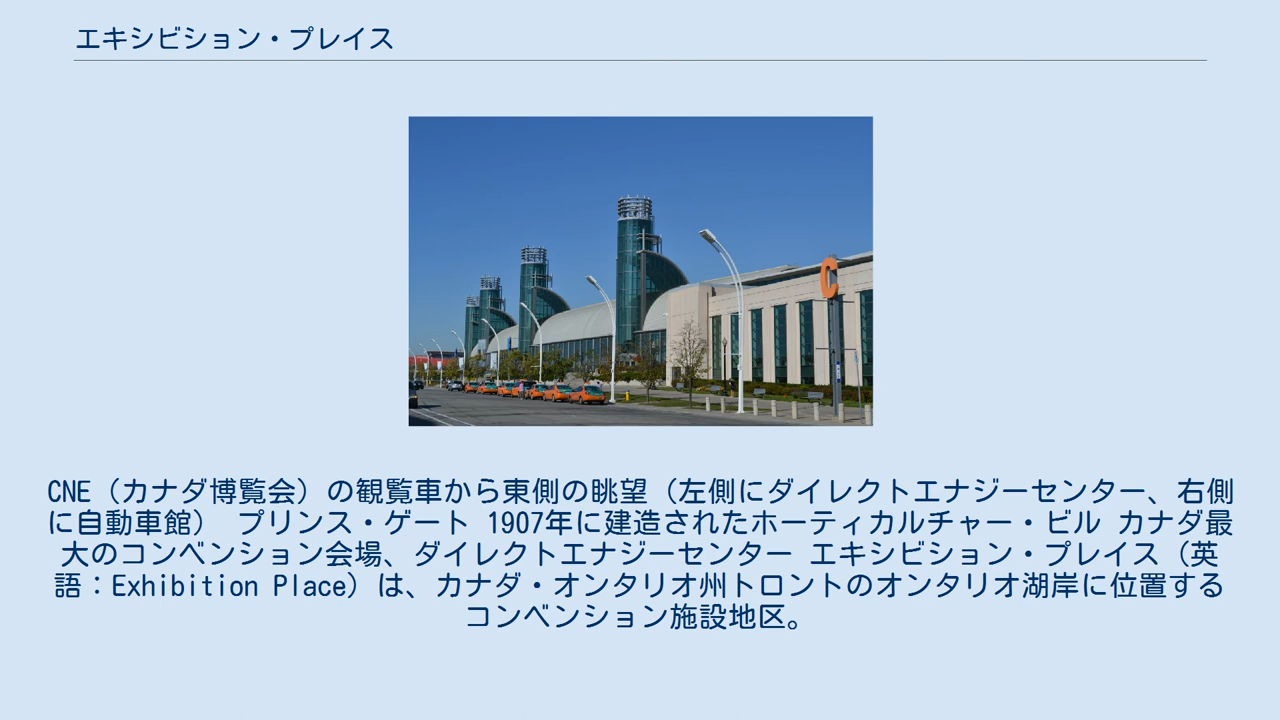 エキシビション・プレイス
C
CNE（カナダ博覧会）の観覧車から東側の眺望（左側にダイレクトエナジーセンター、右側
に自動車館） プリンス・ゲート 1907年に建造されたホーティカルチャー・ビル カナダ最
大のコンベンション会場、ダイレクトエナジーセンター エキシビション・プレイス（英
語：Exhibition Place）は、カナダ・オンタリオ州トロントのオンタリオ湖岸に位置する
コンベンション施設地区。